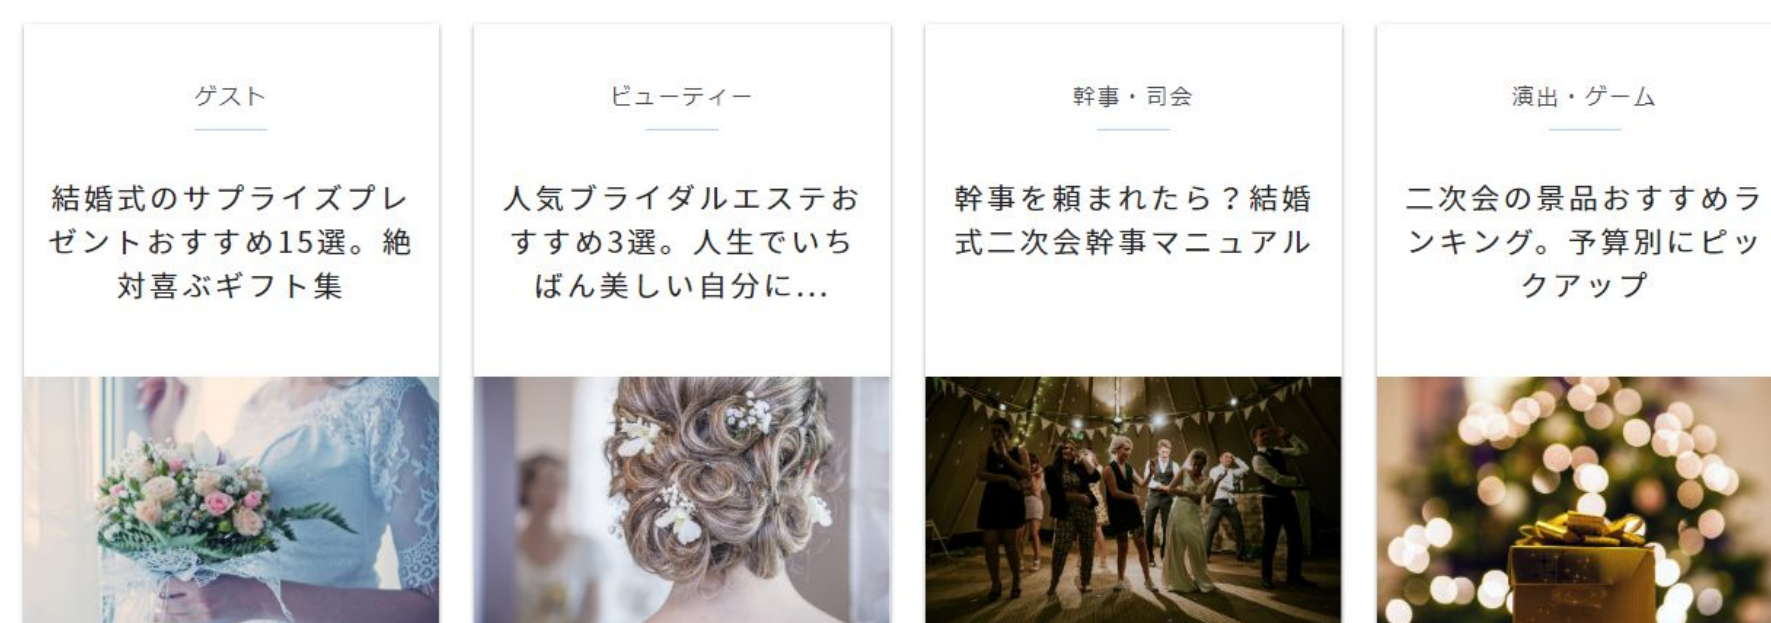 ゲスト
結婚式のサプライズプレ
ゼントおすすめ15選。絶
対喜ぶギフト集
ビューティー
人気ブライダルエステお
すすめ3選。人生でいち
ばん美しい自分に...
幹事・司会
幹事を頼まれたら？結婚
式二次会幹事マニュアル
演出・ゲーム
二次会の景品おすすめラ
ンキング。予算別にピッ
クアップ